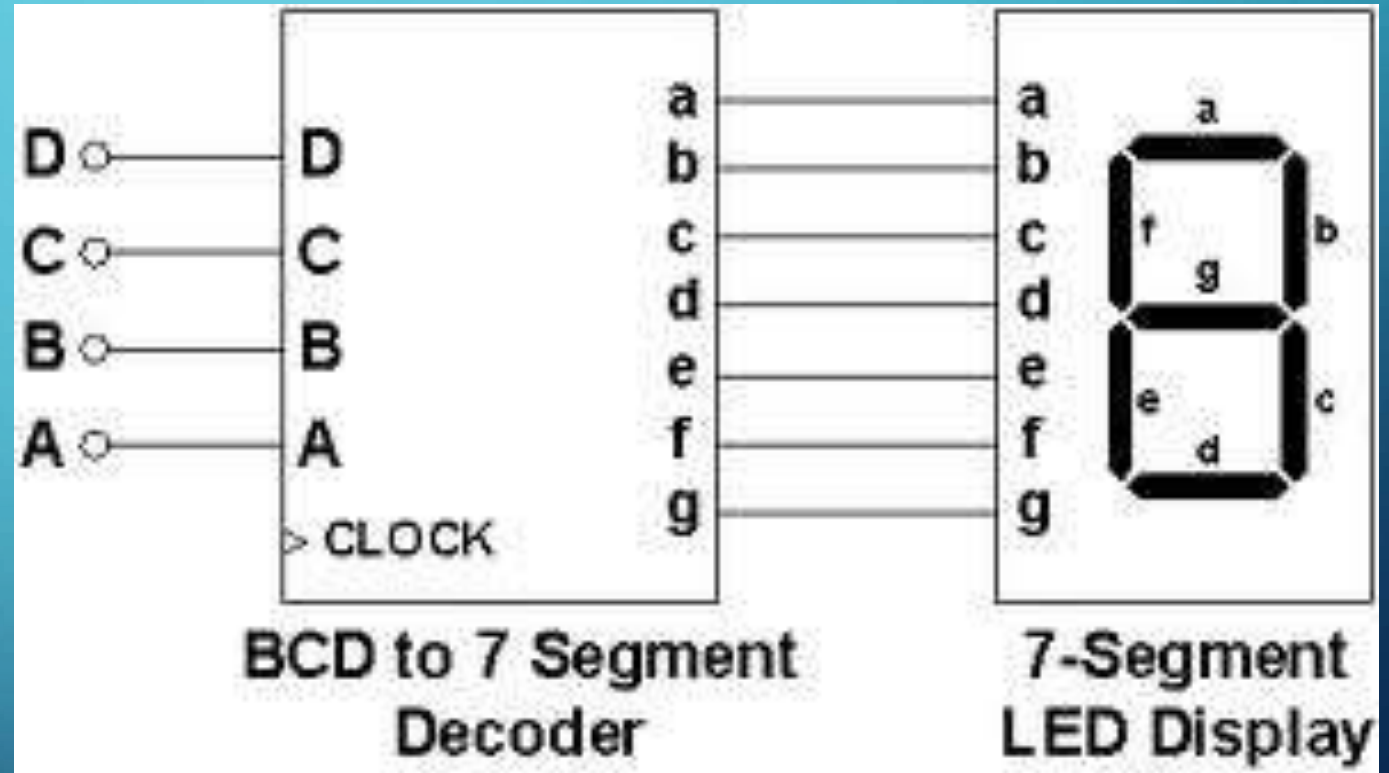 D
C
B
A
D
C
B
A
> CLOCK
a
b
c
d
e
f
g
BCD to 7 Segment
Decoder
a
b
c
d
e
f
g
a
f
b
g
e
c
d
7-Segment
LED Display